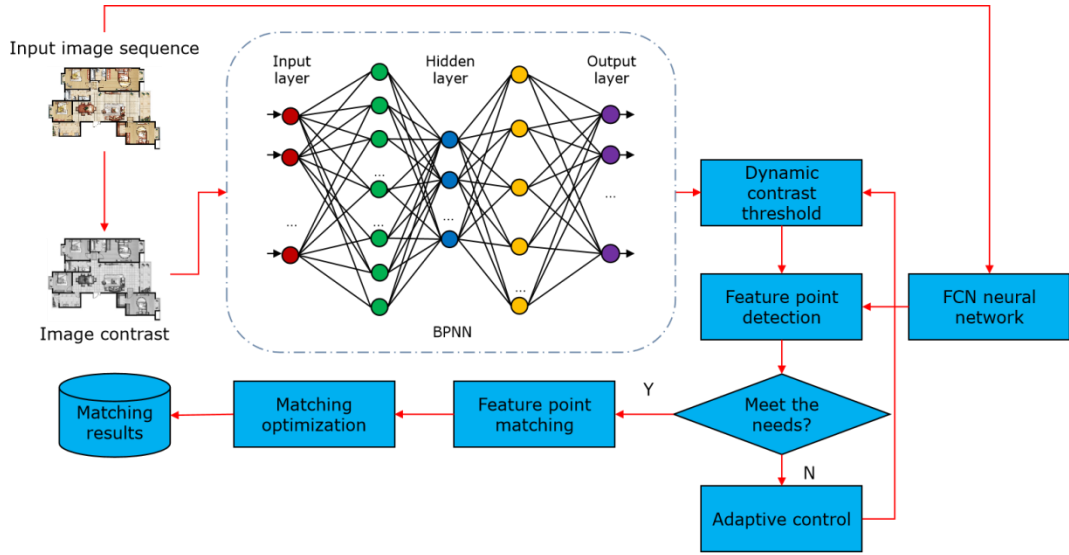 Input image sequence
Input
layer
Hidden
layer
Output
layer
...
...
...
...
...
...
BPNN
Image contrast
Dynamic
contrast
threshold
Feature point
detection
FCN neural
network
Meet the
needs?
Y
N
Feature point
matching
Matching
optimization
Matching
results
Adaptive control